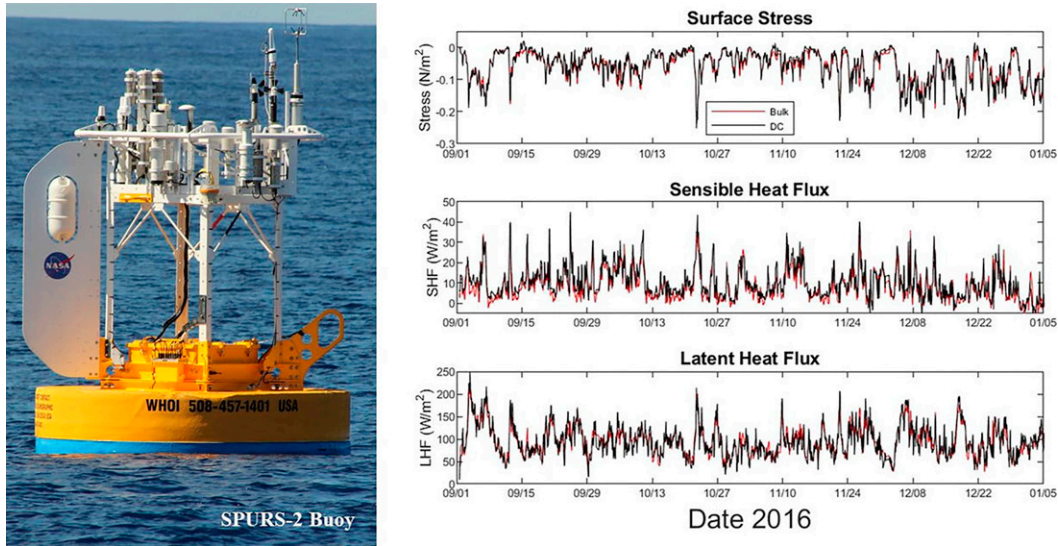 NASA
WHOI 508-457-1401 USA
SPURS-2 Buoy
Surface Stress
Stress (N/m²)
0
-0.1
-0.2
-0.3
Bulk
DC
09/01 09/15 09/29 10/13 10/27 11/10 11/24 12/08 12/22 01/05
Sensible Heat Flux
SHF (W/m²)
50
40
30
20
10
0
09/01 09/15 09/29 10/13 10/27 11/10 11/24 12/08 12/22 01/05
Latent Heat Flux
LHF (W/m²)
250
200
150
100
50
0
09/01 09/15 09/29 10/13 10/27 11/10 11/24 12/08 12/22 01/05
Date 2016